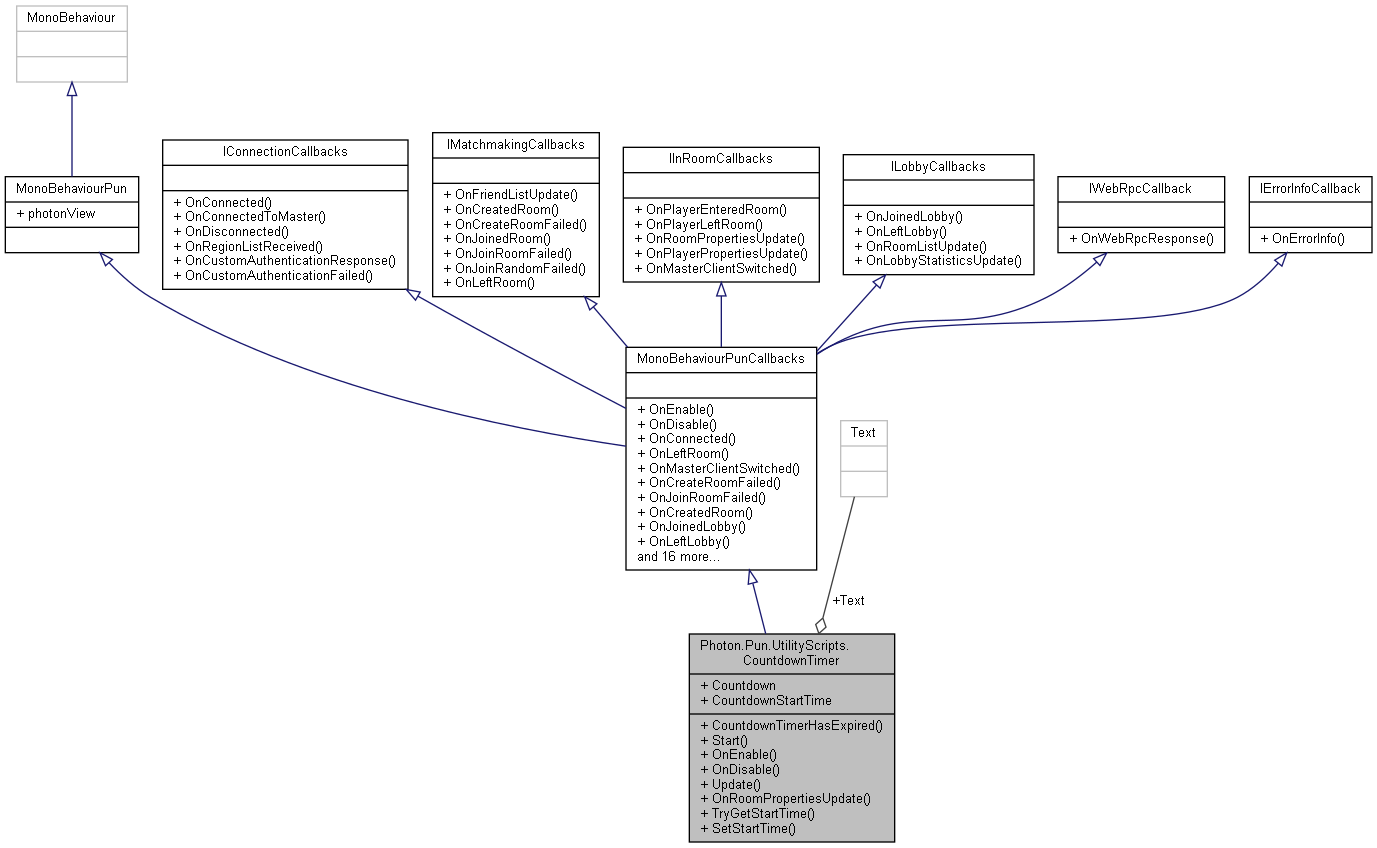 MonoBehaviour
MonoBehaviourPun
+ photonView
IConnectionCallbacks
+ OnConnected()
+ OnConnectedToMaster()
+ OnDisconnected()
+ OnRegionListReceived()
+ OnCustomAuthenticationResponse()
+ OnCustomAuthenticationFailed()
IMatchmakingCallbacks
+ OnFriendListUpdate()
+ OnCreatedRoom()
+ OnCreateRoomFailed()
+ OnJoinedRoom()
+ OnJoinRoomFailed()
+ OnJoinRandomFailed()
+ OnLeftRoom()
IInRoomCallbacks
+ OnPlayerEnteredRoom()
+ OnPlayerLeftRoom()
+ OnRoomPropertiesUpdate()
+ OnPlayerPropertiesUpdate()
+ OnMasterClientSwitched()
ILobbyCallbacks
+ OnJoinedLobby()
+ OnLeftLobby()
+ OnRoomListUpdate()
+ OnLobbyStatisticsUpdate()
IWebRpcCallback
+ OnWebRpcResponse()
IErrorInfoCallback
+ OnErrorInfo()
MonoBehaviourPunCallbacks
+ OnEnable()
+ OnDisable()
+ OnConnected()
+ OnLeftRoom()
+ OnMasterClientSwitched()
+ OnCreateRoomFailed()
+ OnJoinRoomFailed()
+ OnCreatedRoom()
+ OnJoinedLobby()
+ OnLeftLobby()
and 16 more...
Text
+Text
Photon.Pun.UtilityScripts.
CountdownTimer
+ Countdown
+ CountdownStartTime
+ CountdownTimerHasExpired()
+ Start()
+ OnEnable()
+ OnDisable()
+ Update()
+ OnRoomPropertiesUpdate()
+ TryGetStartTime()
+ SetStartTime()